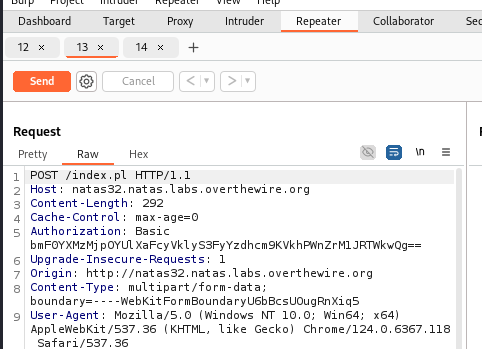 Burp Project Intruder Repeater View Help
Dashboard Target Proxy Intruder Repeater Collaborator Sec
12 × 13 × 14 × +
Send Cancel < >
Request
Pretty Raw Hex \n
1 POST /index.pl HTTP/1.1
2 Host: natas32.natas.labs.overthewire.org
3 Content-Length: 292
4 Cache-Control: max-age=0
5 Authorization: Basic
bmF0YXMzMjpOYUlXaFcyVklyS3FyYzdhcm9KVkhPWnZrM1JRTWkwQg==
6 Upgrade-Insecure-Requests: 1
7 Origin: http://natas32.natas.labs.overthewire.org
8 Content-Type: multipart/form-data;
boundary=----WebKitFormBoundaryU6bBcsUOugRnXiq5
9 User-Agent: Mozilla/5.0 (Windows NT 10.0; Win64; x64)
AppleWebKit/537.36 (KHTML, like Gecko) Chrome/124.0.6367.118
Safari/537.36